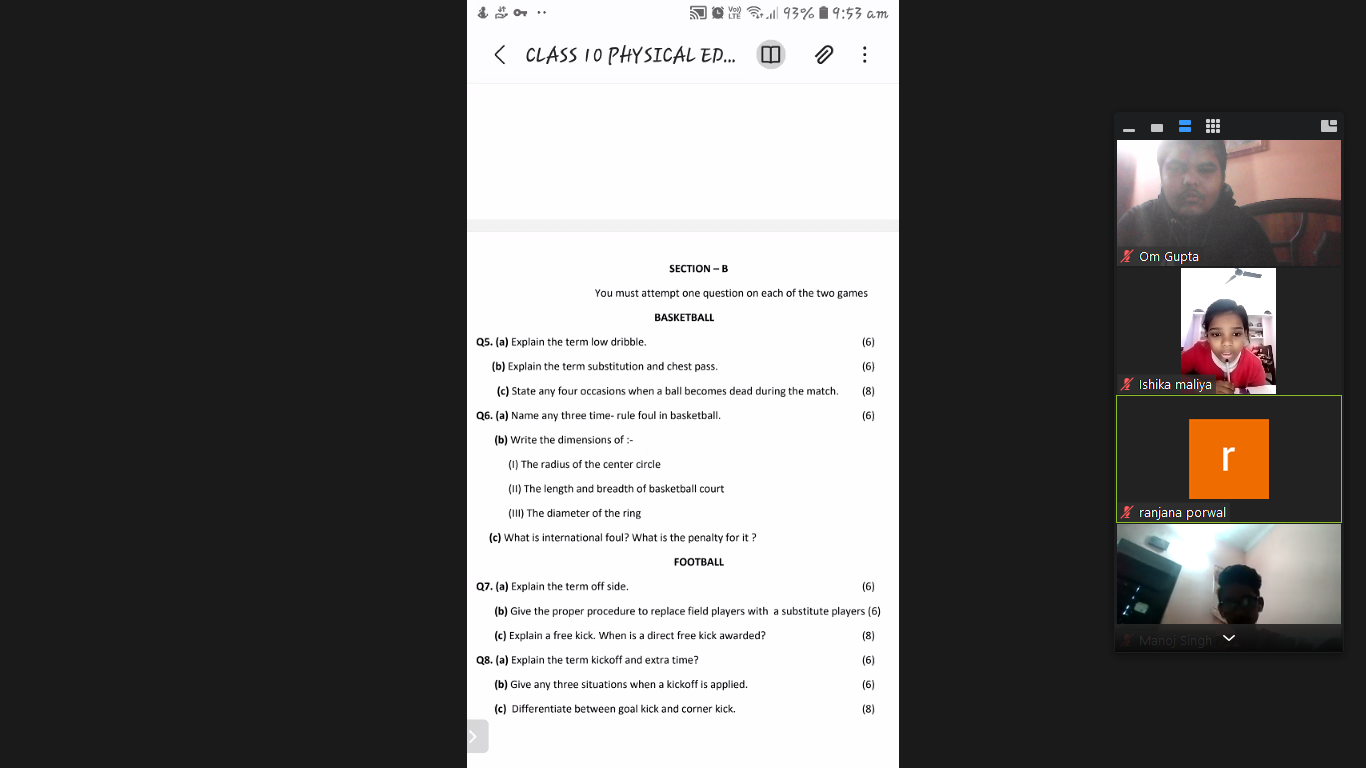 93% 9:53 am
CLASS 10 PHYSICAL ED...
SECTION – B
You must attempt one question on each of the two games
BASKETBALL
Q5. (a) Explain the term low dribble. (6)
(b) Explain the term substitution and chest pass. (6)
(c) State any four occasions when a ball becomes dead during the match. (8)
Q6. (a) Name any three time- rule foul in basketball. (6)
(b) Write the dimensions of :-
(I) The radius of the center circle
(II) The length and breadth of basketball court
(III) The diameter of the ring
(c) What is international foul? What is the penalty for it ?
FOOTBALL
Q7. (a) Explain the term off side. (6)
(b) Give the proper procedure to replace field players with a substitute players (6)
(c) Explain a free kick. When is a direct free kick awarded? (8)
Q8. (a) Explain the term kickoff and extra time? (6)
(b) Give any three situations when a kickoff is applied. (6)
(c) Differentiate between goal kick and corner kick. (8)
Om Gupta
Ishika maliya
r
ranjana porwal
Manoj Singh